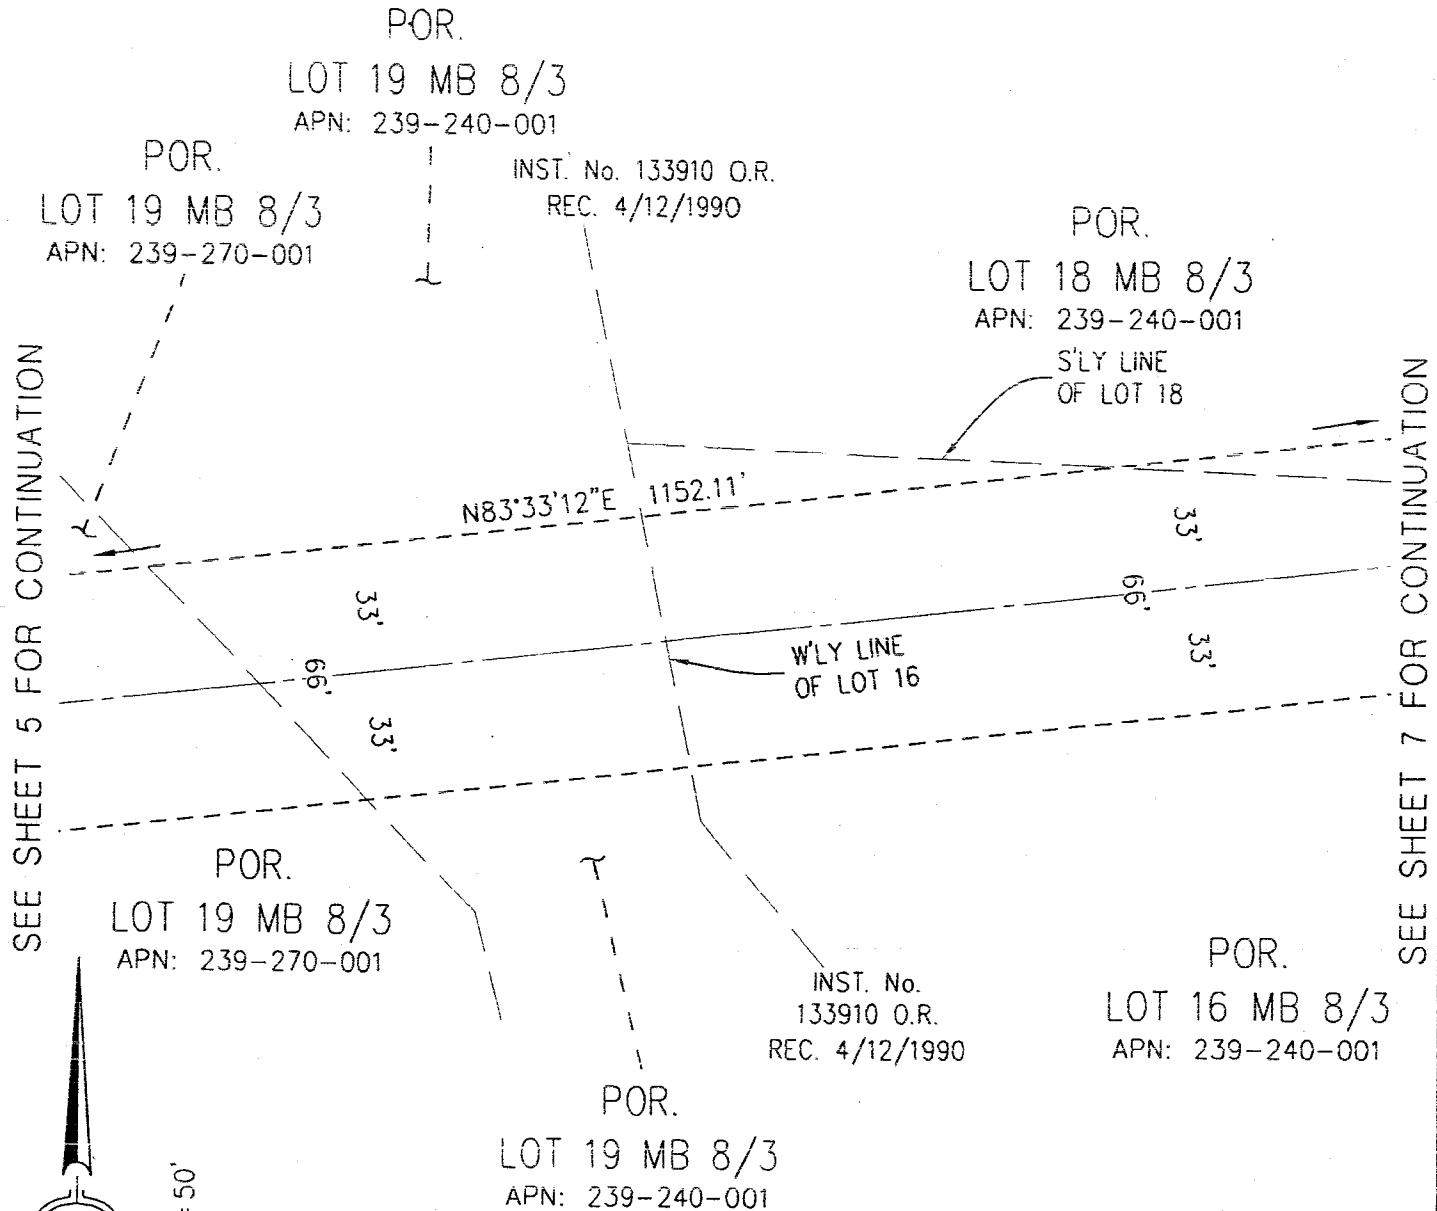 POR.
LOT 19 MB 8/3
APN: 239-240-001
POR.
LOT 19 MB 8/3
APN: 239-270-001
INST. No. 133910 O.R.
REC. 4/12/1990
POR.
LOT 18 MB 8/3
APN: 239-240-001
S'LY LINE
OF LOT 18
SEE SHEET 5 FOR CONTINUATION
SEE SHEET 7 FOR CONTINUATION
N83°33'12"E 1152.11'
33'
66'
33'
33'
66'
33'
W'LY LINE
OF LOT 16
POR.
LOT 19 MB 8/3
APN: 239-270-001
INST. No.
133910 O.R.
REC. 4/12/1990
POR.
LOT 16 MB 8/3
APN: 239-240-001
POR.
LOT 19 MB 8/3
APN: 239-240-001
= 50'